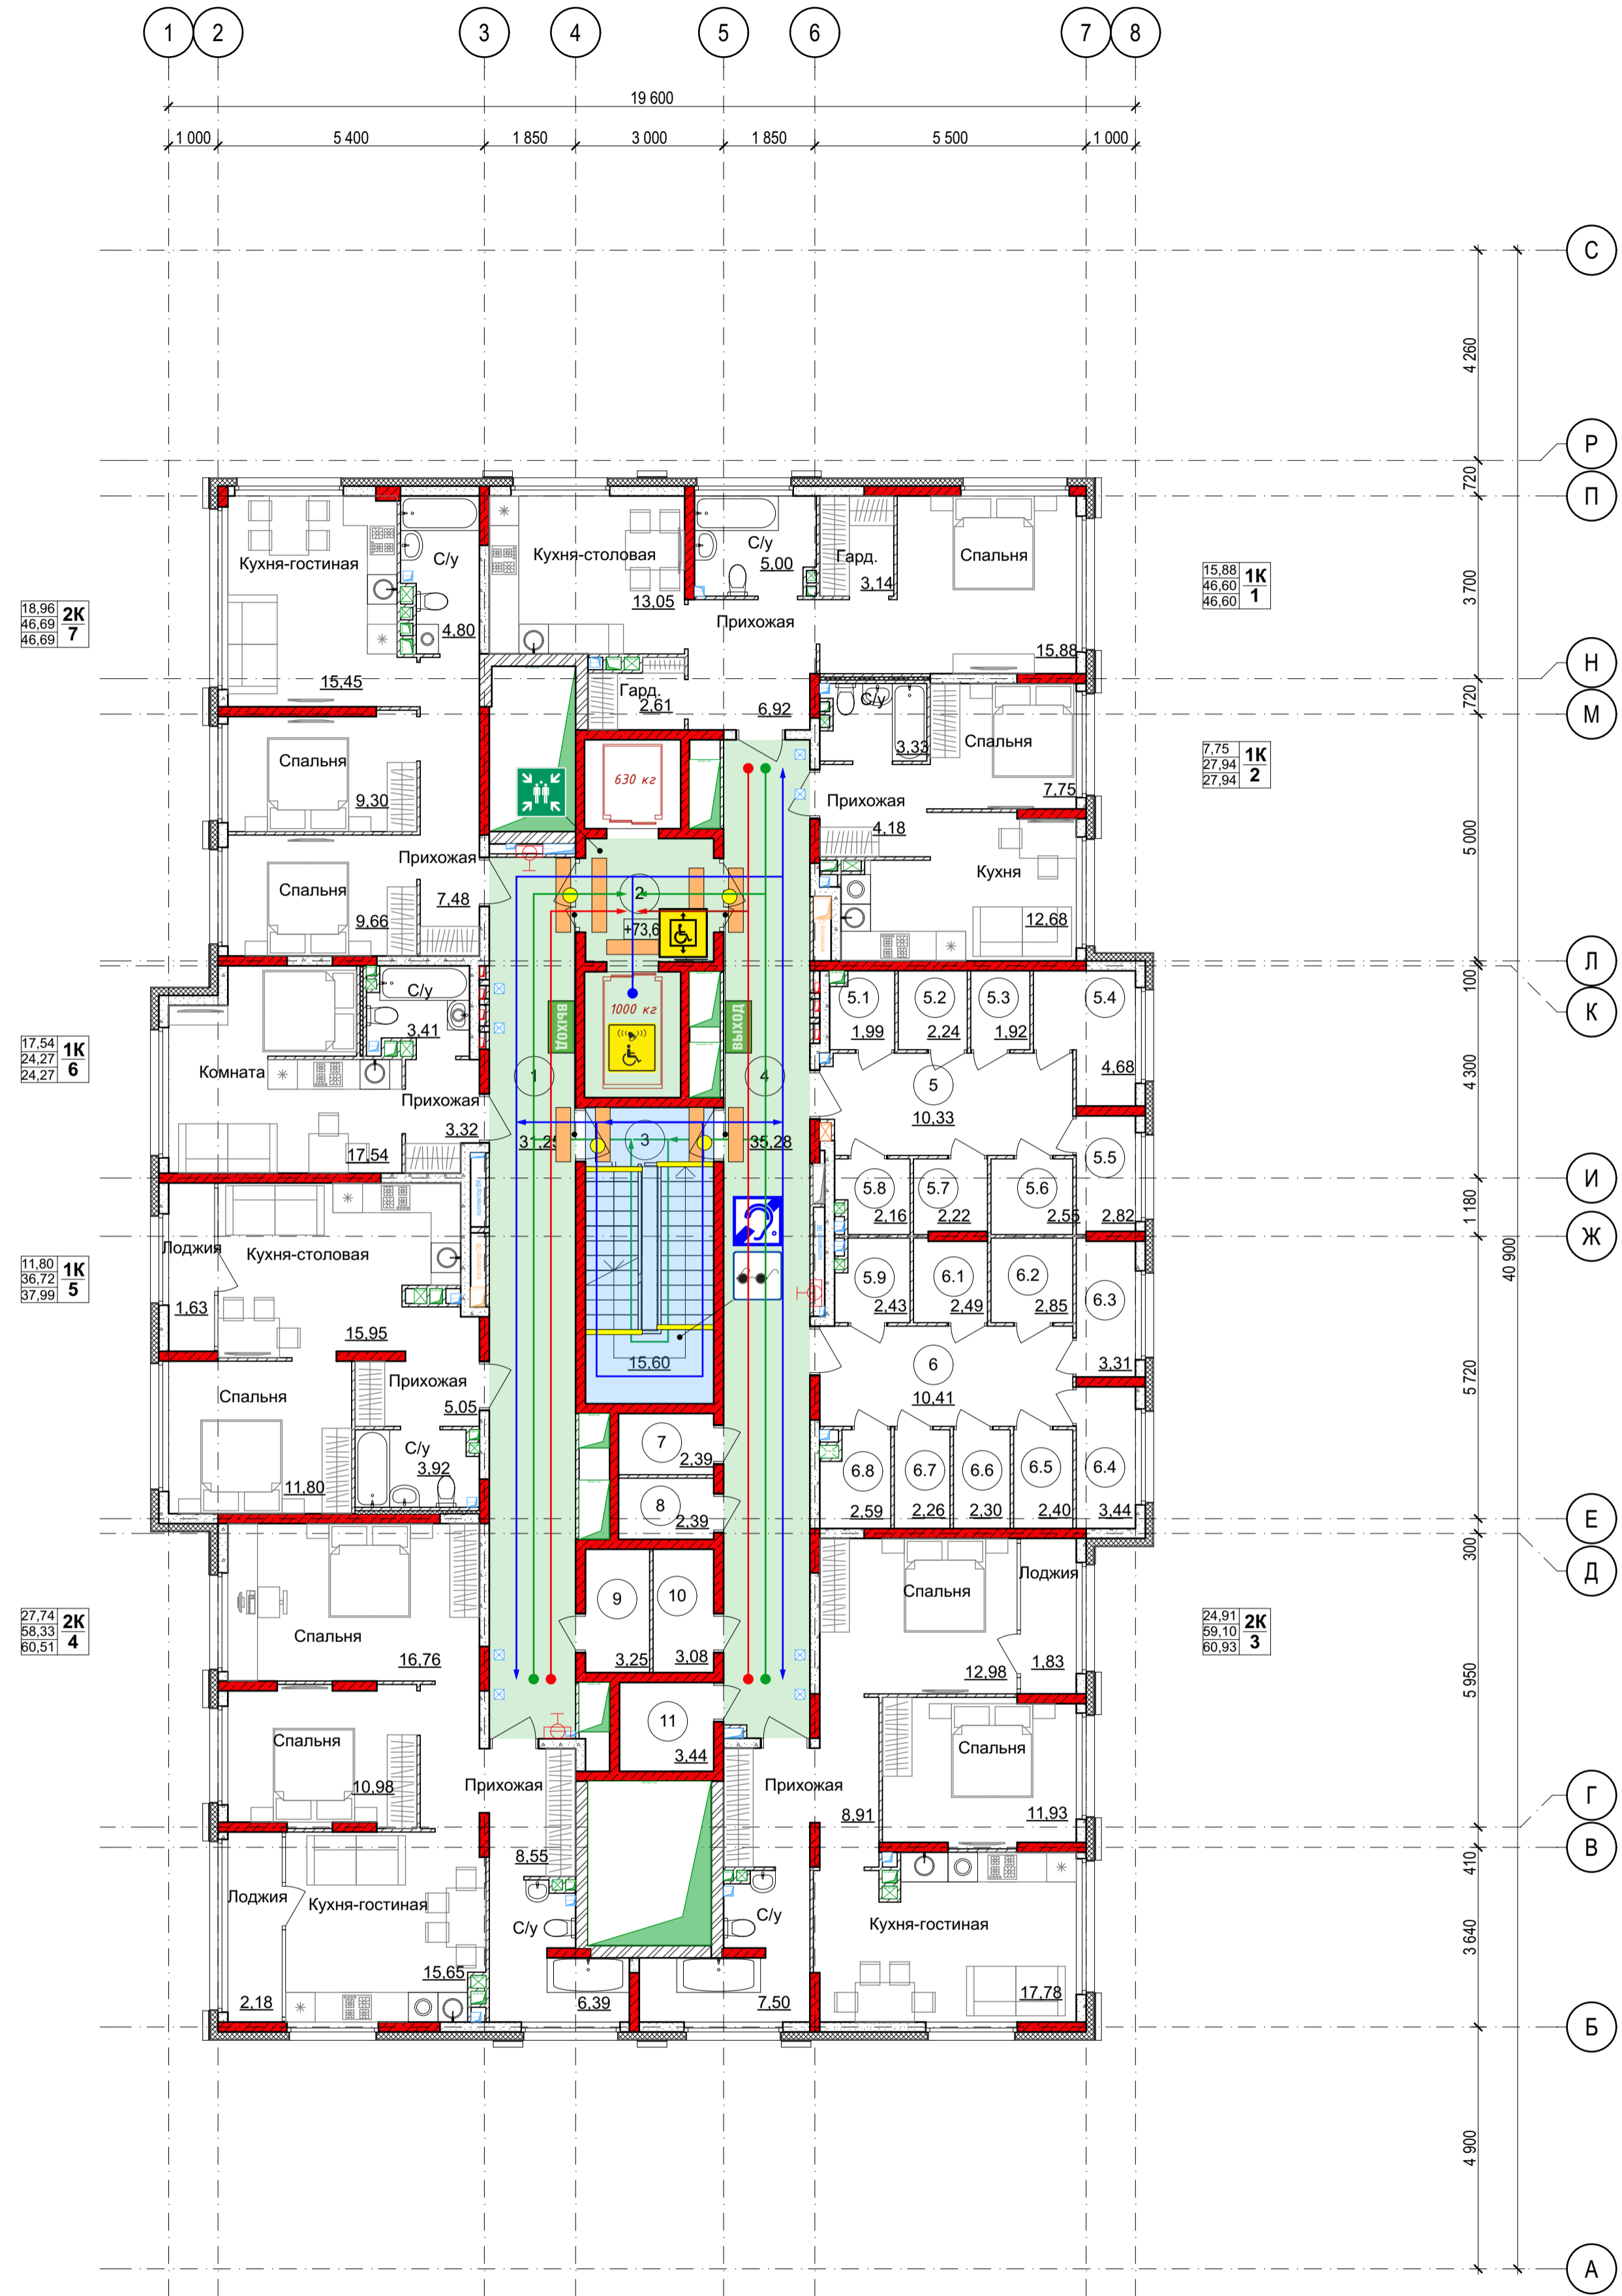 1 2 3 4 5 6 7 8
19 600
1 000 5 400 1 850 3 000 1 850 5 500 1 000
С
4 260
Р
720
П
3 700
Н
720
М
5 000
Л
1000
К
4 300
И
1 180
Ж
40 900
5 720
Е
300
Д
5 950
Г
410
В
3 640
Б
4 900
А
18,96
46,69
46,69
2К
7
17,54
24,27
24,27
1К
6
11,80
36,72
37,99
1К
5
27,74
58,33
60,51
2К
4
15,88
46,60
46,60
1К
1
7,75
27,94
27,94
1К
2
24,91
59,10
60,93
2К
3
Кухня-гостиная
15,45
С/у
4,80
Спальня
9,30
Спальня
9,66
Прихожая
7,48
Кухня-столовая
13,05
С/у
5,00
Гард.
3,14
Спальня
15,88
Прихожая
6,92
Гард.
2,61
С/у
3,33
Спальня
7,75
Прихожая
4,18
Кухня
12,68
630 кг
2
+73,6
1000 кг
ВЫХОД
ВЫХОД
1
31,25
4
35,28
3
15,60
С/у
3,41
Комната
17,54
Прихожая
3,32
Лоджия
1,63
Кухня-столовая
15,95
Прихожая
5,05
Спальня
11,80
С/у
3,92
5.1
1,99
5.2
2,24
5.3
1,92
5.4
4,68
5
10,33
5.5
2,82
5.8
2,16
5.7
2,22
5.6
2,55
5.9
2,43
6.1
2,49
6.2
2,85
6.3
3,31
6
10,41
6.8
2,59
6.7
2,26
6.6
2,30
6.5
2,40
6.4
3,44
7
2,39
8
2,39
9
3,25
10
3,08
11
3,44
Спальня
16,76
Спальня
10,98
Прихожая
8,55
Лоджия
2,18
Кухня-гостиная
15,65
С/у
6,39
Спальня
12,98
Лоджия
1,83
Спальня
11,93
Прихожая
8,91
С/у
7,50
Кухня-гостиная
17,78